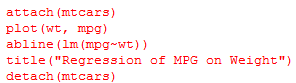 attach(mtcars)
plot(wt, mpg)
abline(lm(mpg~wt))
title("Regression of MPG on Weight")
detach(mtcars)